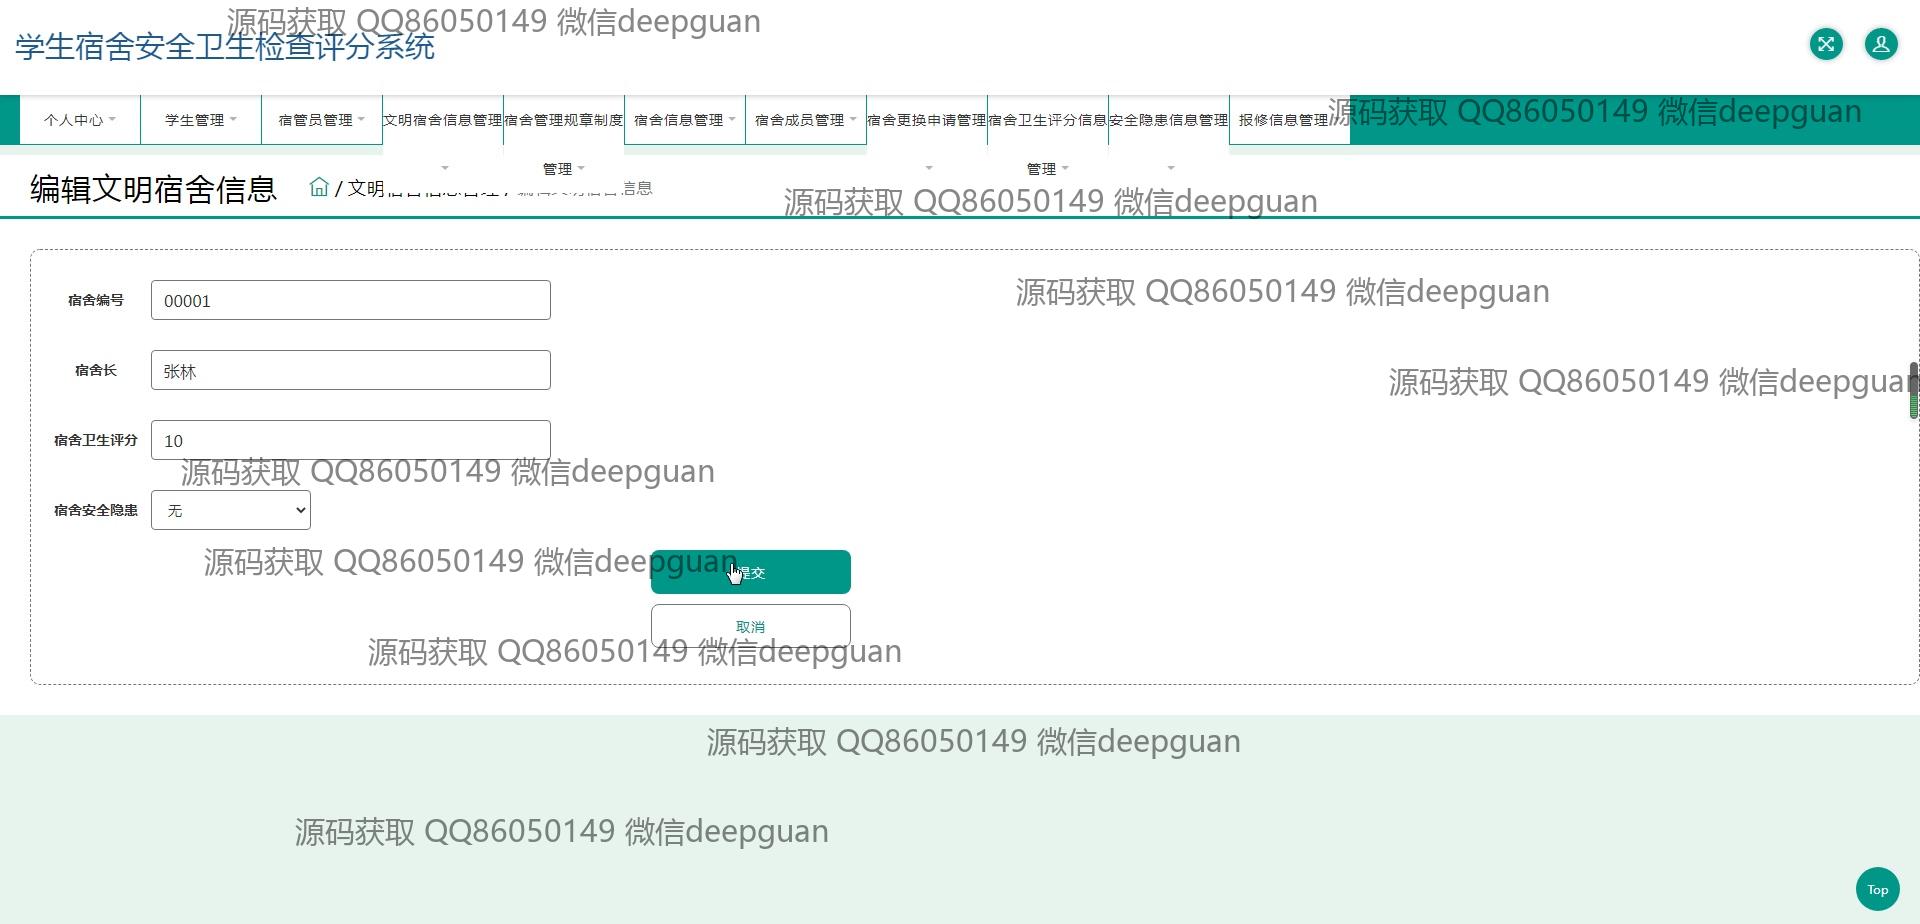 源码获取 QQ86050149 微信deepguan
学生宿舍安全卫生检查评分系统
个人中心 学生管理 宿管员管理 文明宿舍信息管理 宿舍管理规章制度管理 宿舍信息管理 宿舍成员管理 宿舍更换申请管理 宿舍卫生评分信息管理 安全隐患信息管理 报修信息管理
源码获取 QQ86050149 微信deepguan
编辑文明宿舍信息 / 文明宿舍信息管理 / 编辑文明宿舍信息
源码获取 QQ86050149 微信deepguan
宿舍编号 00001
源码获取 QQ86050149 微信deepguan
宿舍长 张林
源码获取 QQ86050149 微信deepguan
宿舍卫生评分 10
源码获取 QQ86050149 微信deepguan
宿舍安全隐患 无
源码获取 QQ86050149 微信deepguan
提交
取消
源码获取 QQ86050149 微信deepguan
源码获取 QQ86050149 微信deepguan
源码获取 QQ86050149 微信deepguan
Top